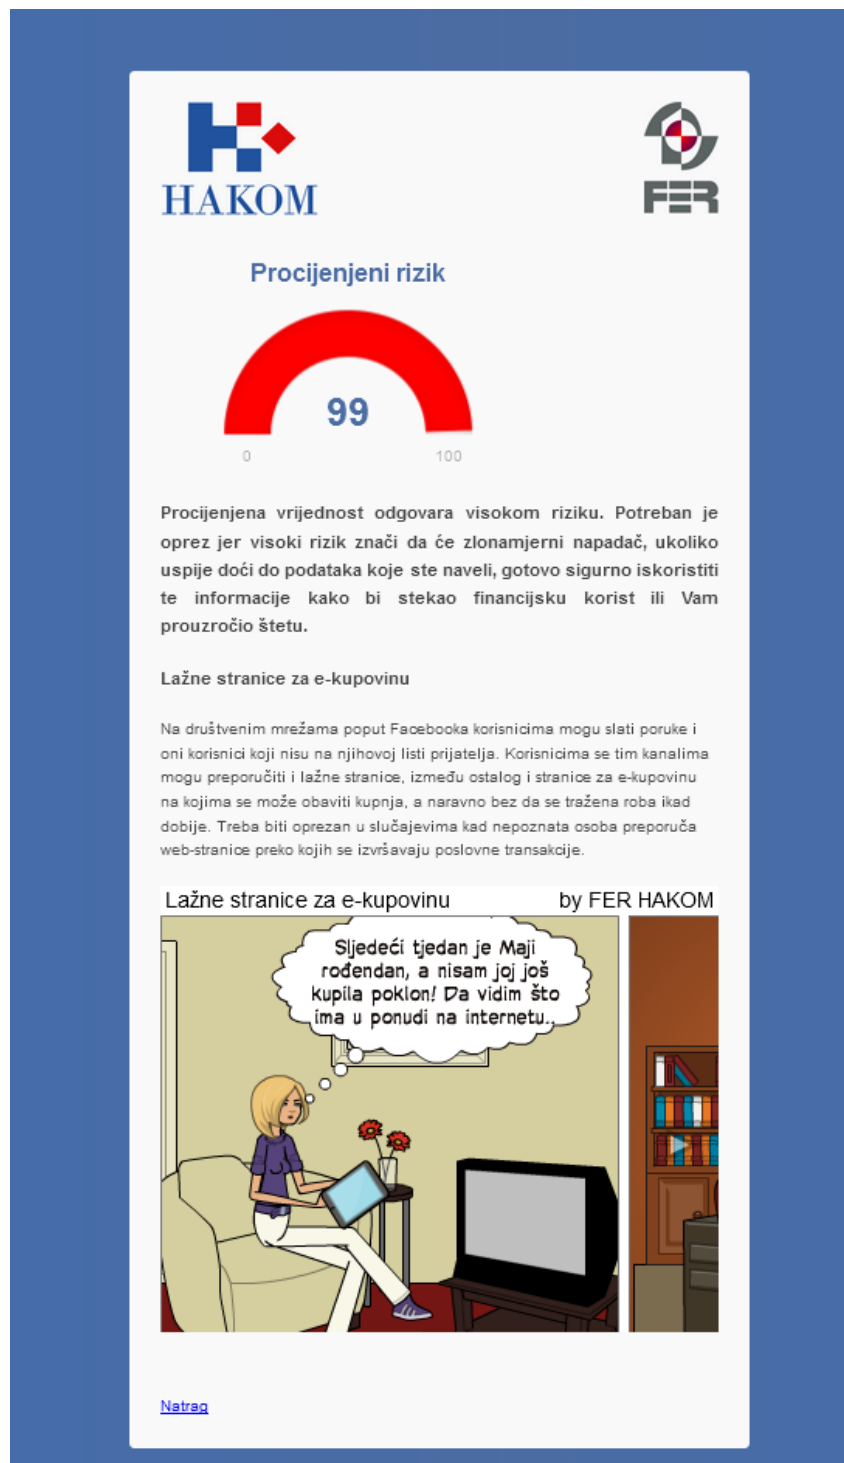 HAKOM
FER
Procijenjeni rizik
99
0
100
Procijenjena vrijednost odgovara visokom riziku. Potreban je
oprez jer visoki rizik znači da će zlonamjerni napadač, ukoliko
uspije doći do podataka koje ste naveli, gotovo sigurno iskoristiti
te informacije kako bi stekao financijsku korist ili Vam
prouzročio štetu.
Lažne stranice za e-kupovinu
Na društvenim mrežama poput Facebooka korisnicima mogu slati poruke i
oni korisnici koji nisu na njihovoj listi prijatelja. Korisnicima se tim kanalima
mogu preporučiti i lažne stranice, između ostalog i stranice za e-kupovinu
na kojima se može obaviti kupnja, a naravno bez da se tražena roba ikad
dobije. Treba biti oprezan u slučajevima kad nepoznata osoba preporuča
web-stranice preko kojih se izvršavaju poslovne transakcije.
Lažne stranice za e-kupovinu by FER HAKOM
Sljedeći tjedan je Maji
rođendan, a nisam joj još
kupila poklon! Da vidim što
ima u ponudi na internetu..
Natrag